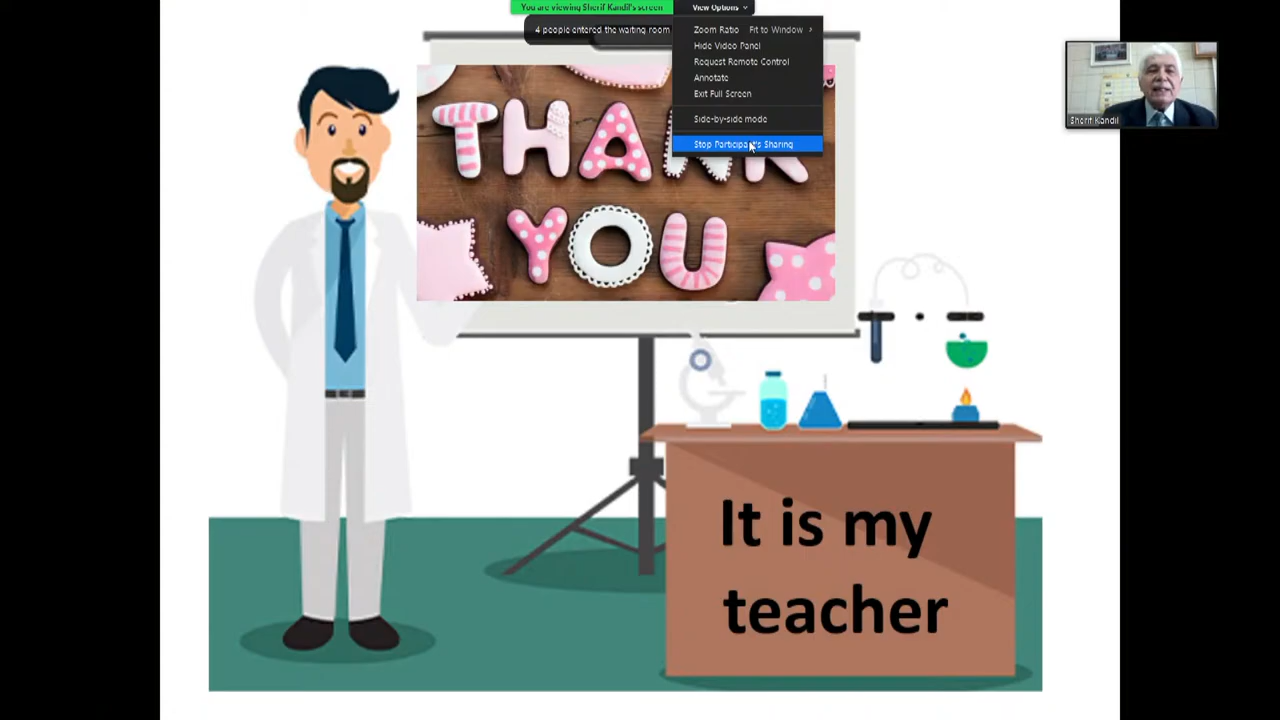 You are viewing Sherif Kandil's screen
View Options
4 people entered the waiting room
Zoom Ratio Fit to Window
Hide Video Panel
Request Remote Control
Annotate
Exit Full Screen
Side-by-side mode
Stop Participant's Sharing
Sherif Kandil
THANK
YOU
It is my
teacher